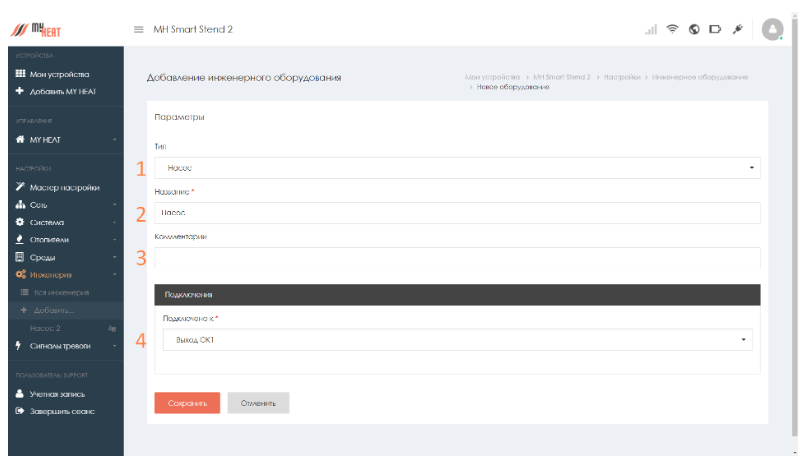 MY HEAT
MH Smart Stend 2
УСТРОЙСТВА
Мои устройства
Добавить MY HEAT
УПРАВЛЕНИЕ
MY HEAT
НАСТРОЙКИ
Мастер настройки
Сеть
Система
Отопители
Среды
Инженерия
Вся инженерия
Добавить...
Насос 2
Сигналы тревоги
ПОЛЬЗОВАТЕЛЬ SUPPORT
Учетная запись
Завершить сеанс
Добавление инженерного оборудования
Мои устройства > MH Smart Stend 2 > Настройки > Инженерное оборудование
> Новое оборудование
Параметры
Тип
1 Насос
Название *
2 Насос
Комментарии
3
Подключения
Подключено к *
4 Выход OK1
Сохранить Отменить